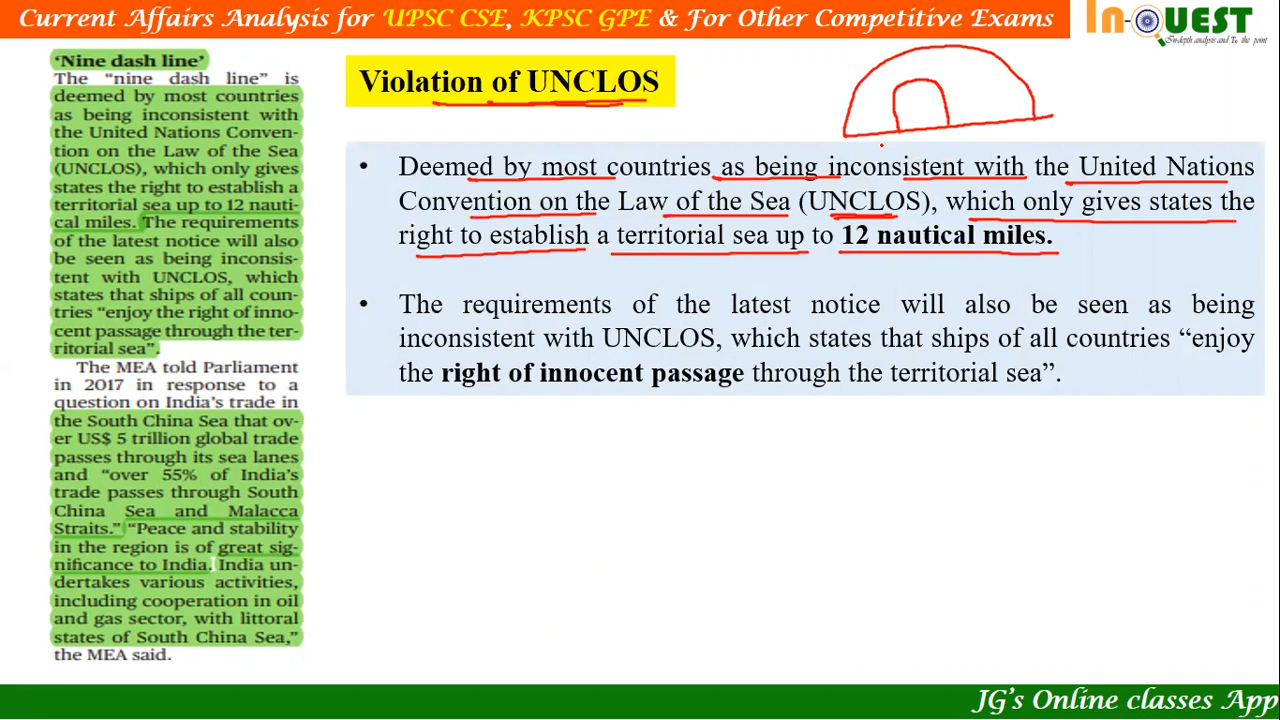 Current Affairs Analysis for UPSC CSE, KPSC GPE & For Other Competitive Exams
In-QUEST
In-depth analysis and To the point
‘Nine dash line’
The “nine dash line” is
deemed by most countries
as being inconsistent with
the United Nations Conven-
tion on the Law of the Sea
(UNCLOS), which only gives
states the right to establish a
territorial sea up to 12 nauti-
cal miles. The requirements
of the latest notice will also
be seen as being inconsis-
tent with UNCLOS, which
states that ships of all coun-
tries “enjoy the right of inno-
cent passage through the ter-
ritorial sea”.
The MEA told Parliament
in 2017 in response to a
question on India’s trade in
the South China Sea that ov-
er US$ 5 trillion global trade
passes through its sea lanes
and “over 55% of India’s
trade passes through South
China Sea and Malacca
Straits.” “Peace and stability
in the region is of great sig-
nificance to India. India un-
dertakes various activities,
including cooperation in oil
and gas sector, with littoral
states of South China Sea,”
the MEA said.
Violation of UNCLOS
• Deemed by most countries as being inconsistent with the United Nations
Convention on the Law of the Sea (UNCLOS), which only gives states the
right to establish a territorial sea up to 12 nautical miles.
• The requirements of the latest notice will also be seen as being
inconsistent with UNCLOS, which states that ships of all countries “enjoy
the right of innocent passage through the territorial sea”.
JG's Online classes App